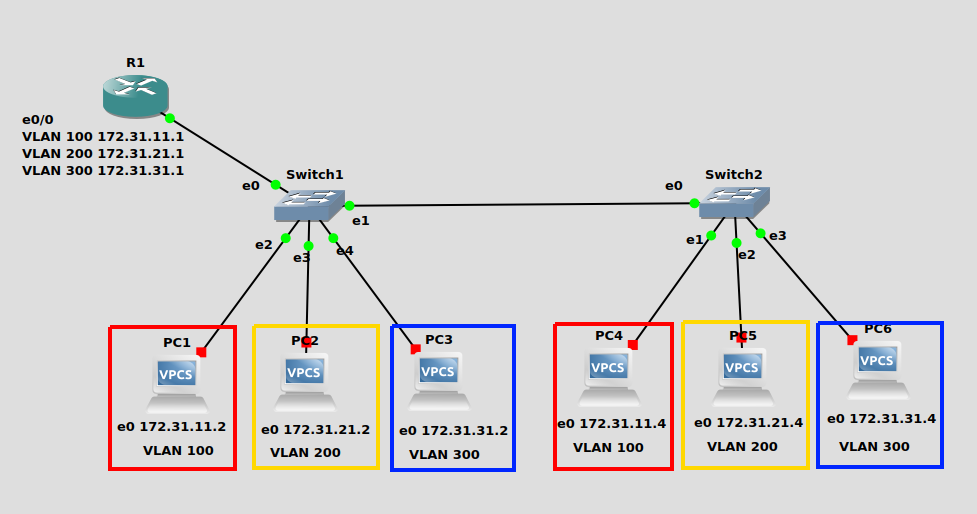 R1
e0/0
VLAN 100 172.31.11.1
VLAN 200 172.31.21.1
VLAN 300 172.31.31.1
Switch1
e0
e1
e2
e3
e4
Switch2
e0
e1
e2
e3
PC1
VPCS
e0 172.31.11.2
VLAN 100
PC2
VPCS
e0 172.31.21.2
VLAN 200
PC3
VPCS
e0 172.31.31.2
VLAN 300
PC4
VPCS
e0 172.31.11.4
VLAN 100
PC5
VPCS
e0 172.31.21.4
VLAN 200
PC6
VPCS
e0 172.31.31.4
VLAN 300